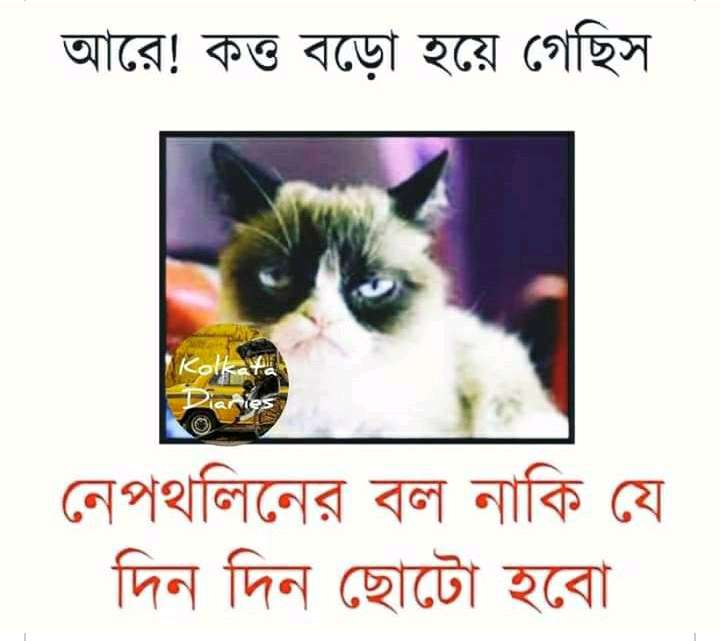 আরে! কত্ত বড়ো হয়ে গেছিস
Kolkata
Diaries
নেপথলিনের বল নাকি যে
দিন দিন ছোটো হবো